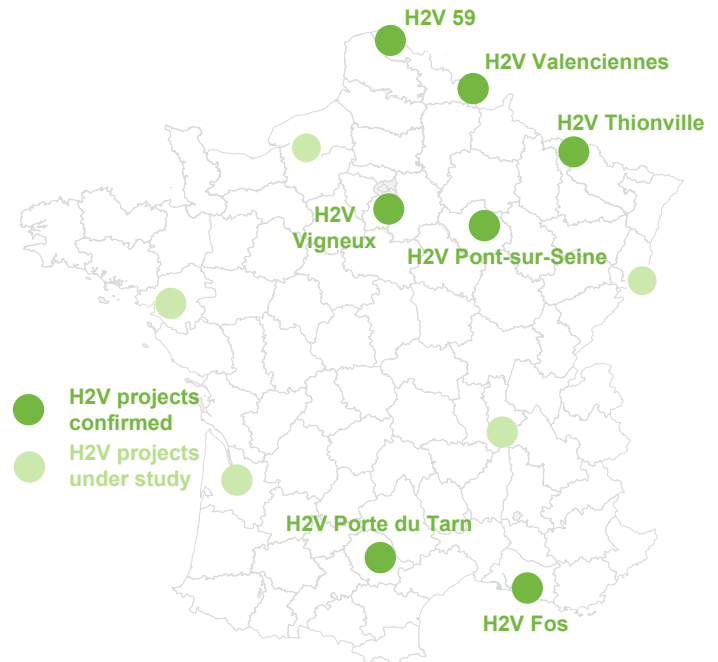 H2V 59
H2V Valenciennes
H2V Thionville
H2V
Vigneux
H2V Pont-sur-Seine
H2V projects
confirmed
H2V projects
under study
H2V Porte du Tarn
H2V Fos